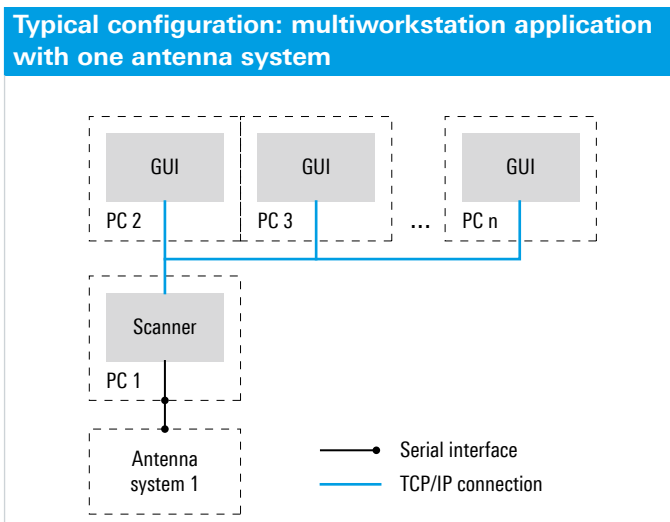 Typical configuration: multiworkstation application
with one antenna system
GUI
GUI
GUI
PC 2
PC 3
...
PC n
Scanner
PC 1
Antenna
system 1
Serial interface
TCP/IP connection